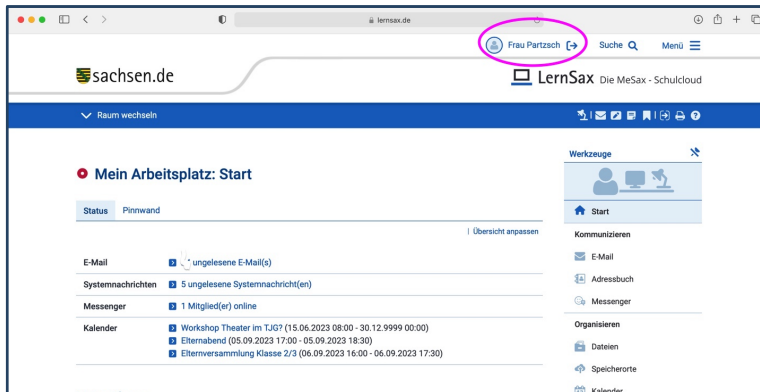 lernsax.de
Frau Partzsch
Suche
Menü
sachsen.de
LernSax Die MeSax - Schulcloud
Raum wechseln
Werkzeuge
Mein Arbeitsplatz: Start
Status Pinnwand
Start
| Übersicht anpassen
Kommunizieren
E-Mail ungelesene E-Mail(s)
E-Mail
Systemnachrichten 5 ungelesene Systemnachricht(en)
Adressbuch
Messenger 1 Mitglied(er) online
Messenger
Kalender Workshop Theater im TJG? (15.06.2023 08:00 - 30.12.9999 00:00)
Organisieren
Elternabend (05.09.2023 17:00 - 05.09.2023 18:30)
Dateien
Elternversammlung Klasse 2/3 (06.09.2023 16:00 - 06.09.2023 17:30)
Speicherorte
Kalender